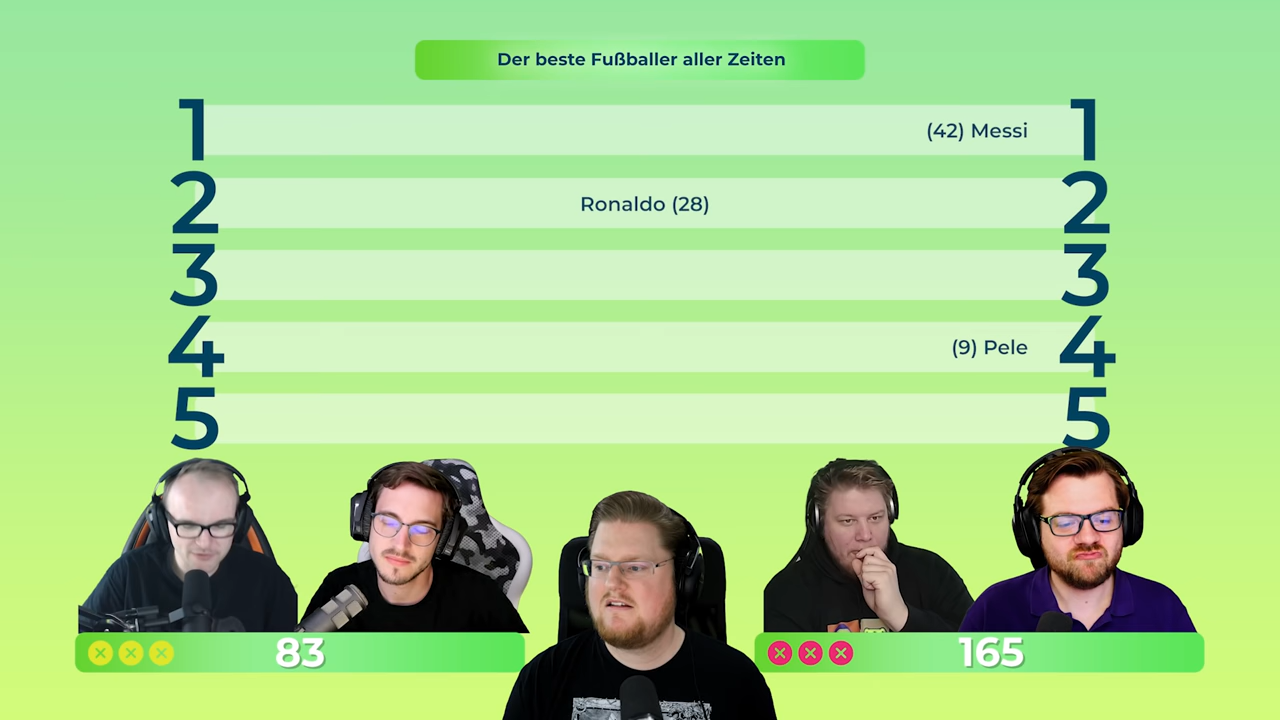 Der beste Fußballer aller Zeiten
1 (42) Messi 1
2 Ronaldo (28) 2
3 3
4 (9) Pele 4
5 5
83
165